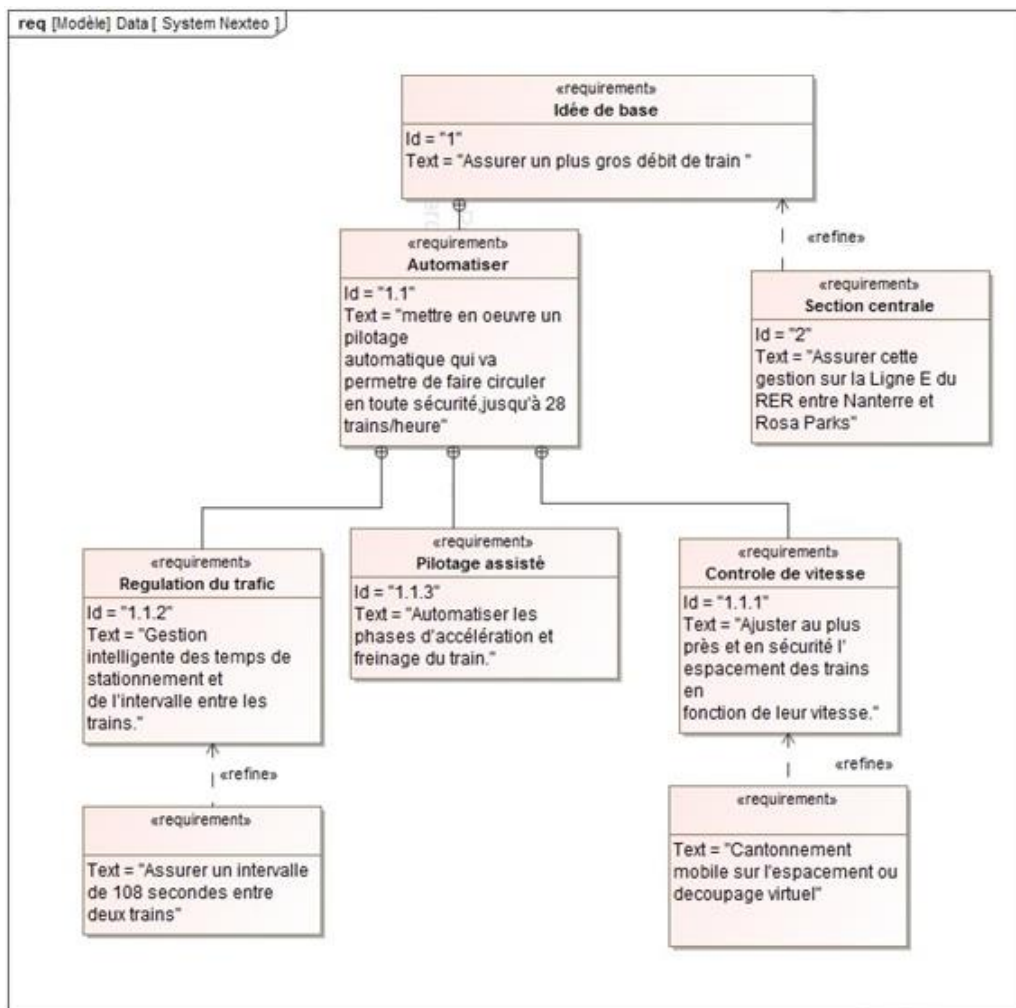 req [Modèle] Data [ System Nexteo ]
«requirement»
Idée de base
Id = "1"
Text = "Assurer un plus gros débit de train "
«refine»
«requirement»
Automatiser
Id = "1.1"
Text = "mettre en oeuvre un
pilotage
automatique qui va
permetre de faire circuler
en toute sécurité,jusqu'à 28
trains/heure"
«requirement»
Section centrale
Id = "2"
Text = "Assurer cette
gestion sur la Ligne E du
RER entre Nanterre et
Rosa Parks"
«requirement»
Regulation du trafic
Id = "1.1.2"
Text = "Gestion
intelligente des temps de
stationnement et
de l'intervalle entre les
trains."
«requirement»
Pilotage assisté
Id = "1.1.3"
Text = "Automatiser les
phases d'accélération et
freinage du train."
«requirement»
Controle de vitesse
Id = "1.1.1"
Text = "Ajuster au plus
près et en sécurité l'
espacement des trains
en
fonction de leur vitesse."
«refine»
«refine»
«requirement»
Text = "Assurer un intervalle
de 108 secondes entre
deux trains"
«requirement»
Text = "Cantonnement
mobile sur l'espacement ou
decoupage virtuel"